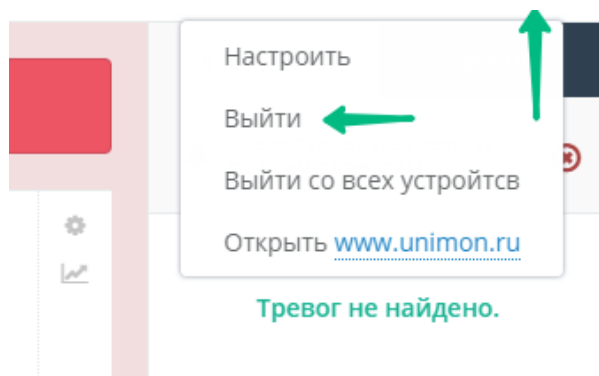 Настроить
Выйти
Выйти со всех устройтсв
Открыть www.unimon.ru
Тревог не найдено.